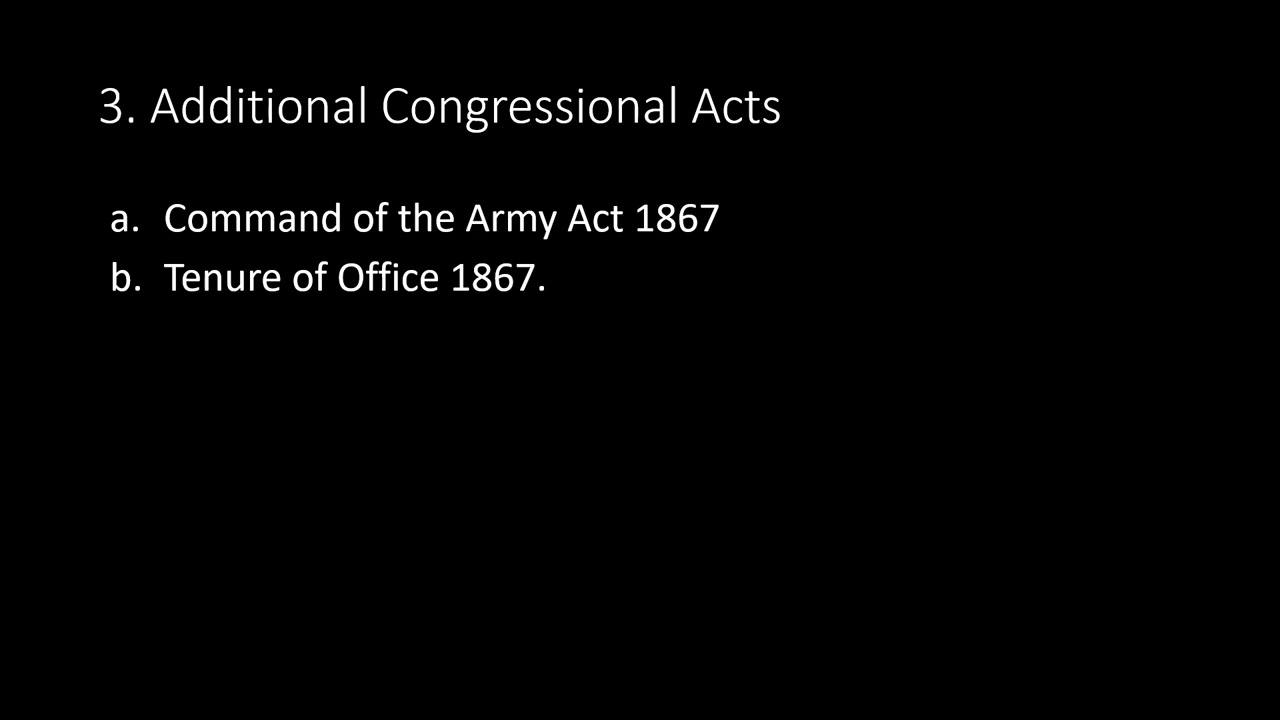 3. Additional Congressional Acts
a. Command of the Army Act 1867
b. Tenure of Office 1867.